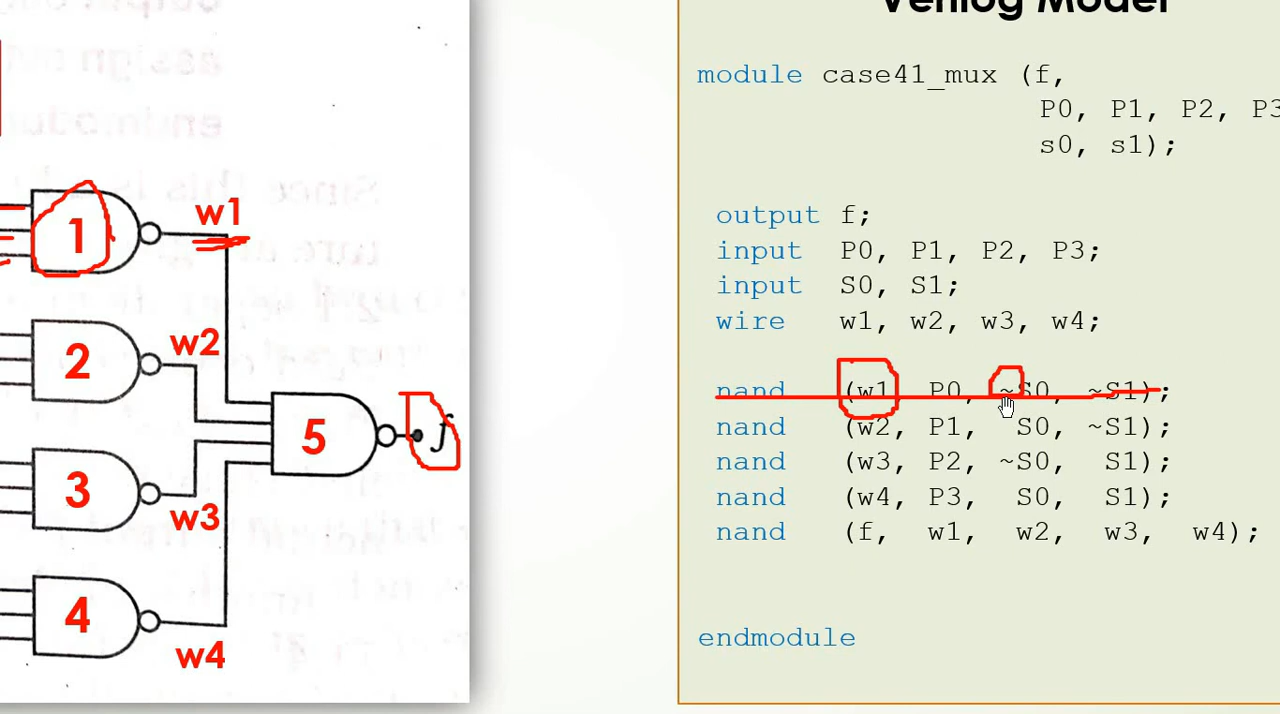 Verilog Model
module case41_mux (f,
P0, P1, P2, P3
s0, s1);
output f;
input P0, P1, P2, P3;
input S0, S1;
wire w1, w2, w3, w4;
nand (w1, P0, ~S0, ~S1);
nand (w2, P1, S0, ~S1);
nand (w3, P2, ~S0, S1);
nand (w4, P3, S0, S1);
nand (f, w1, w2, w3, w4);
endmodule
1
w1
2
w2
5
f
3
w3
4
w4